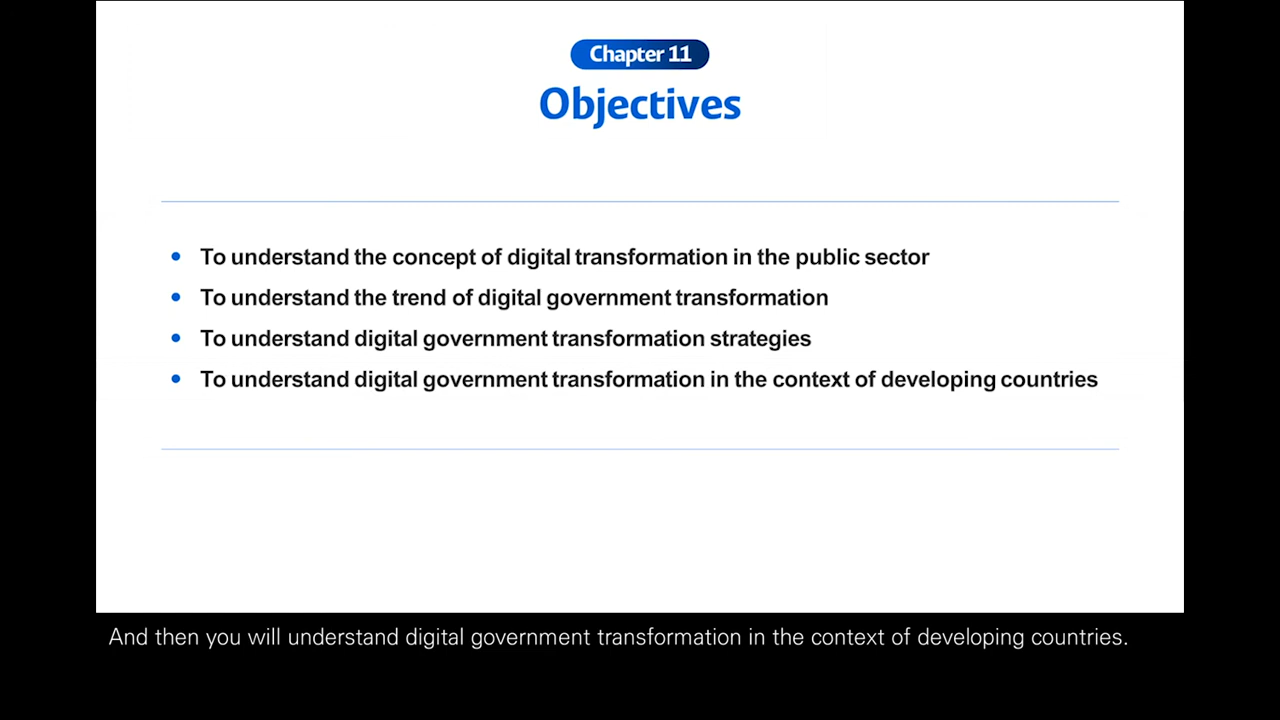 Chapter 11
Objectives
• To understand the concept of digital transformation in the public sector
• To understand the trend of digital government transformation
• To understand digital government transformation strategies
• To understand digital government transformation in the context of developing countries
And then you will understand digital government transformation in the context of developing countries.